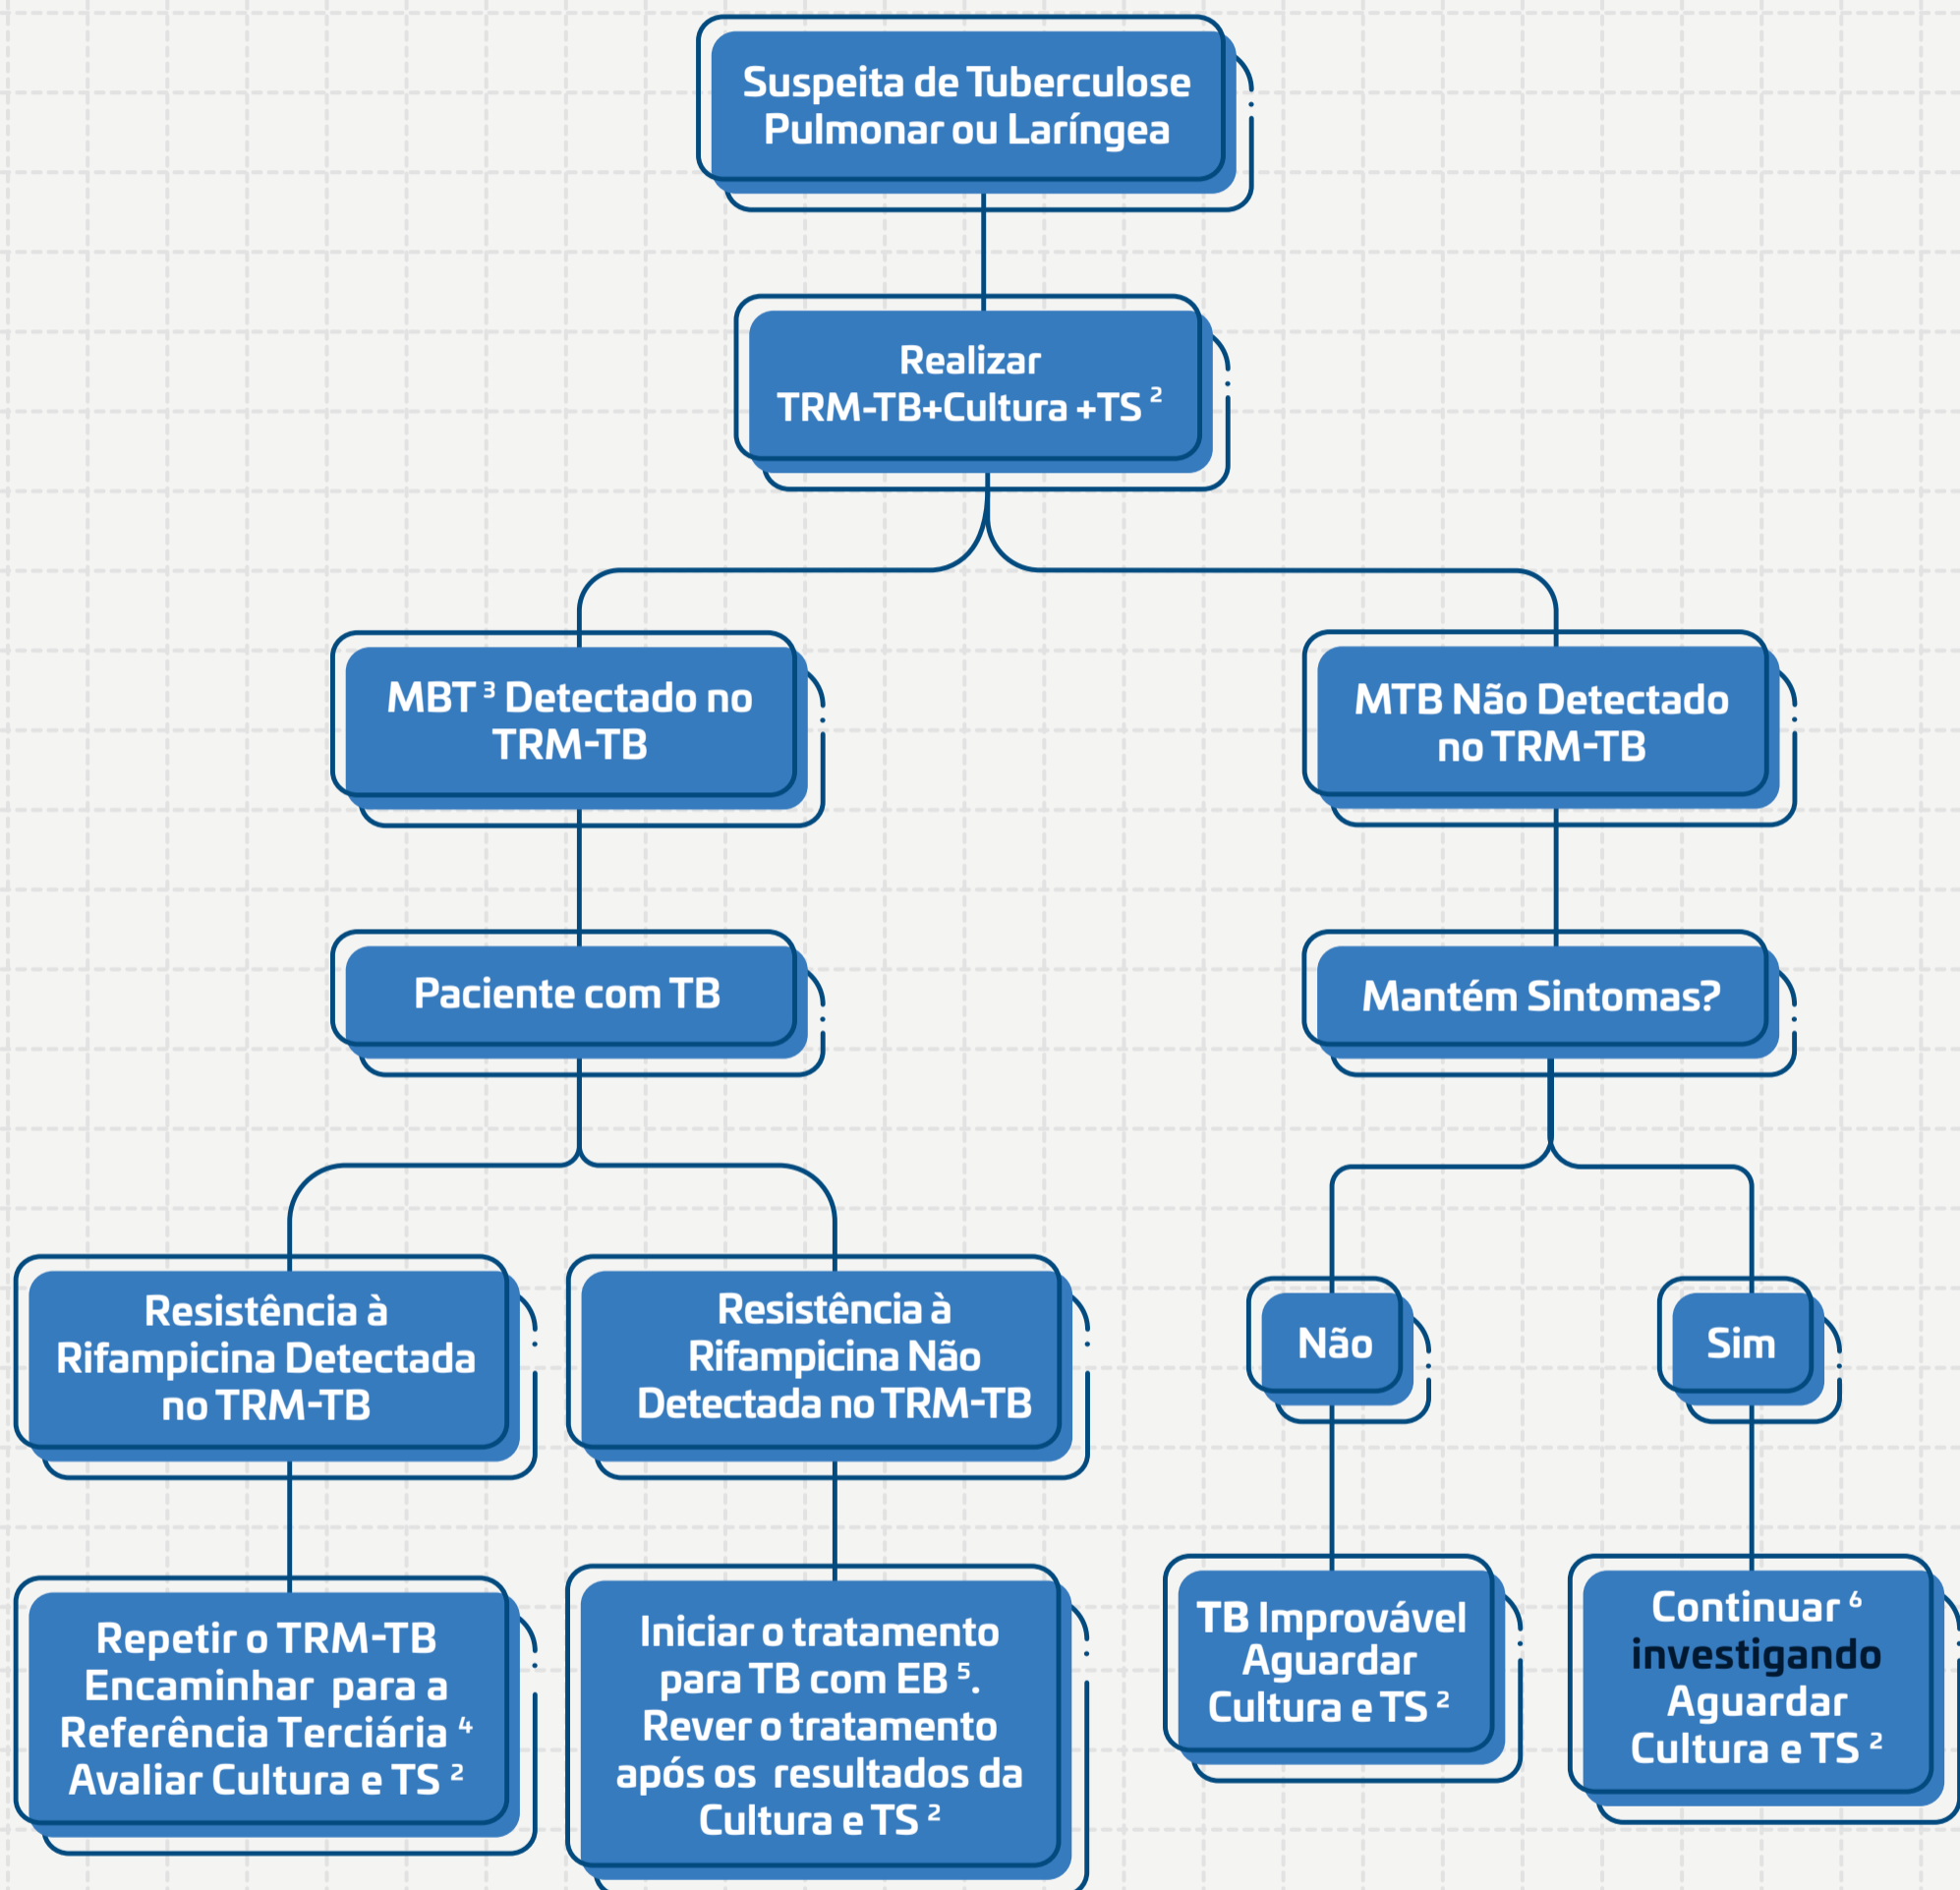 Suspeita de Tuberculose
Pulmonar ou Laríngea
Realizar
TRM-TB+Cultura +TS ²
MBT ³ Detectado no
TRM-TB
MTB Não Detectado
no TRM-TB
Paciente com TB
Mantém Sintomas?
Resistência à
Rifampicina Detectada
no TRM-TB
Resistência à
Rifampicina Não
Detectada no TRM-TB
Não
Sim
Repetir o TRM-TB
Encaminhar para a
Referência Terciária ⁴
Avaliar Cultura e TS ²
Iniciar o tratamento
para TB com EB ⁵.
Rever o tratamento
após os resultados da
Cultura e TS ²
TB Improvável
Aguardar
Cultura e TS ²
Continuar ⁶
investigando
Aguardar
Cultura e TS ²